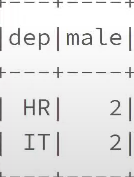 +---+----+
|dep|male|
+---+----+
| HR|   2|
| IT|   2|
+---+----+